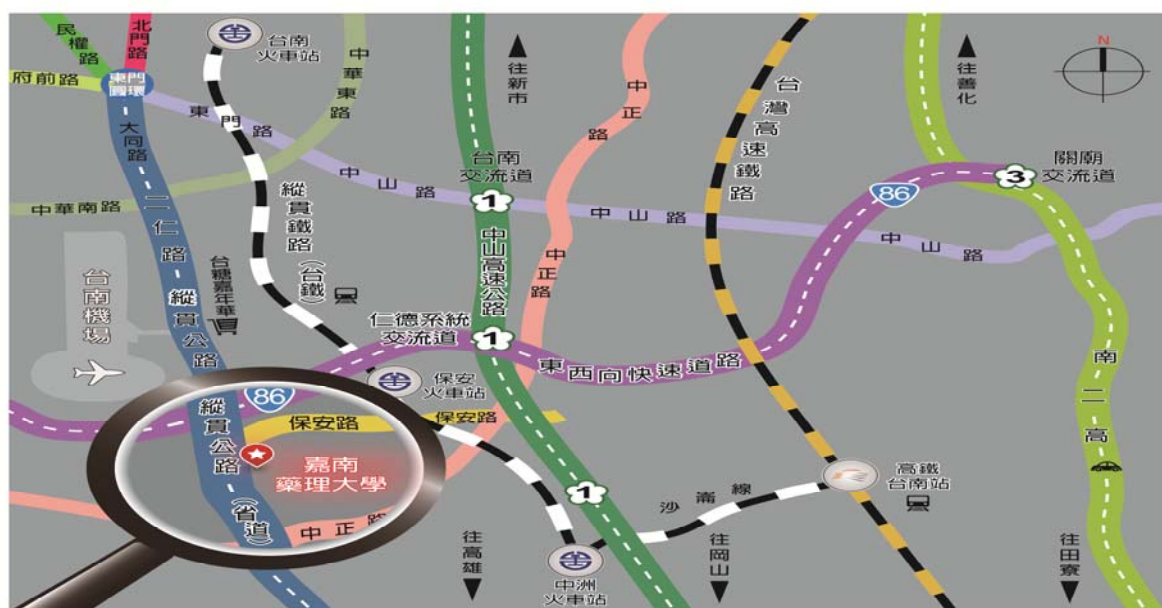 民權路
北門路
府前路
東門
圓環
台南
火車站
中華東路
往新市
中正路
台灣高速鐵路
往善化
N
大同路
東門路
中山路
台南
交流道
1
中山路
86
3
關廟
交流道
中華南路
二仁路
縱貫鐵路
(台鐵)
中山高速公路
中正路
中山路
台南機場
縱貫公路
台糖嘉年華
仁德系統
交流道
1
東西向快速道路
南二高
保安
火車站
86
縱貫公路
(省道)
保安路
保安路
嘉南
藥理大學
中正路
1
沙崙線
高鐵
台南站
往高雄
中洲
火車站
往岡山
往田寮